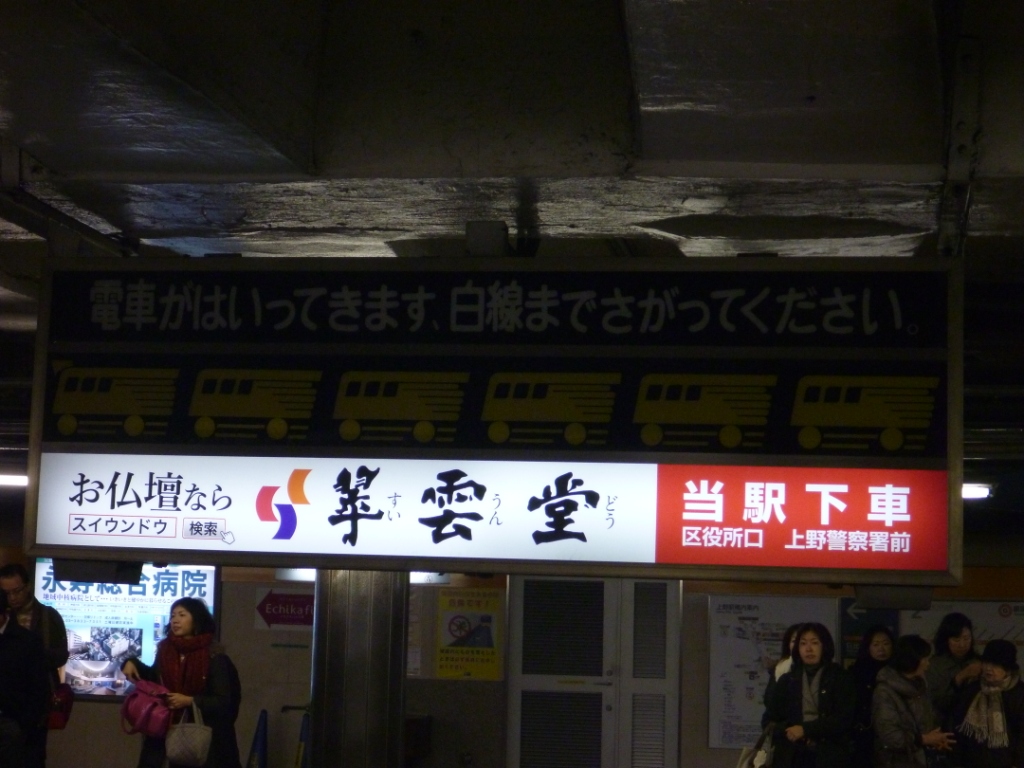 電車がはいってきます、白線までさがってください。
お仏壇なら
スイウンドウ 検索
翠雲堂
すい うん どう
当駅下車
区役所口 上野警察署前
永寿総合病院
Echikafi